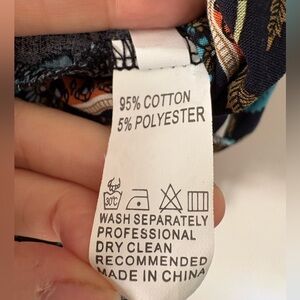 95% COTTON
5% POLYESTER
30°C
WASH SEPARATELY
PROFESSIONAL
DRY CLEAN
RECOMMENDED
MADE IN CHINA